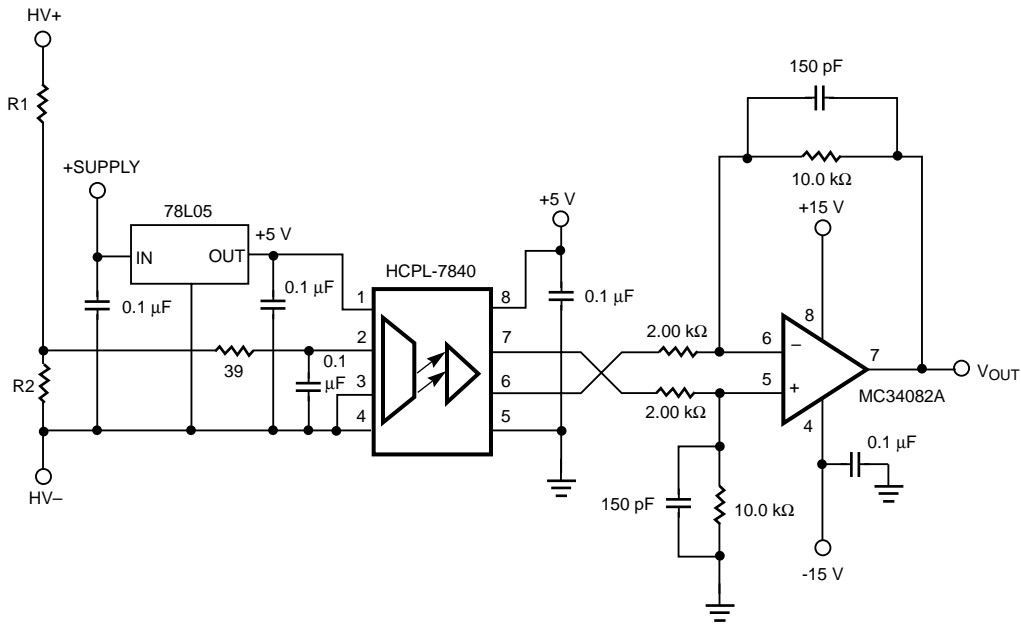 HV+
150 pF
R1
10.0 kΩ
+SUPPLY
+15 V
78L05
+5 V
+5 V
IN
OUT
HCPL-7840
0.1 µF
0.1 µF
1
8
0.1 µF
8
2.00 kΩ
2
7
6
–
0.1
µF
39
7
VOUT
R2
3
6
5
+
MC34082A
4
5
2.00 kΩ
4
0.1 µF
HV–
150 pF
10.0 kΩ
-15 V